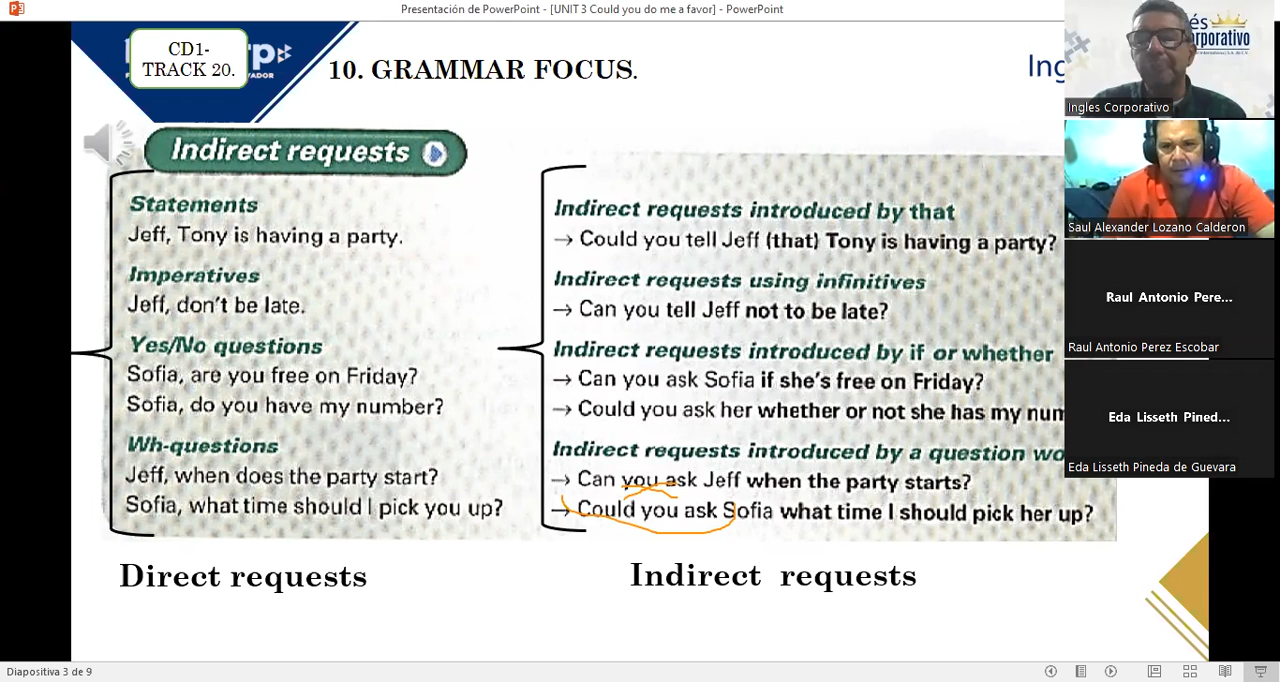 Presentación de PowerPoint - [UNIT 3 Could you do me a favor] - PowerPoint
CD1-
TRACK 20.
10. GRAMMAR FOCUS.
Indirect requests
Statements
Jeff, Tony is having a party.
Imperatives
Jeff, don't be late.
Yes/No questions
Sofia, are you free on Friday?
Sofia, do you have my number?
Wh-questions
Jeff, when does the party start?
Sofia, what time should I pick you up?
Direct requests
Indirect requests introduced by that
→ Could you tell Jeff (that) Tony is having a party?
Indirect requests using infinitives
→ Can you tell Jeff not to be late?
Indirect requests introduced by if or whether
→ Can you ask Sofia if she's free on Friday?
→ Could you ask her whether or not she has my num
Indirect requests introduced by a question wo
→ Can you ask Jeff when the party starts?
→ Could you ask Sofia what time I should pick her up?
Indirect requests
Ingles Corporativo
Saul Alexander Lozano Calderon
Raul Antonio Pere...
Raul Antonio Perez Escobar
Eda Lisseth Pined...
Eda Lisseth Pineda de Guevara
Diapositiva 3 de 9